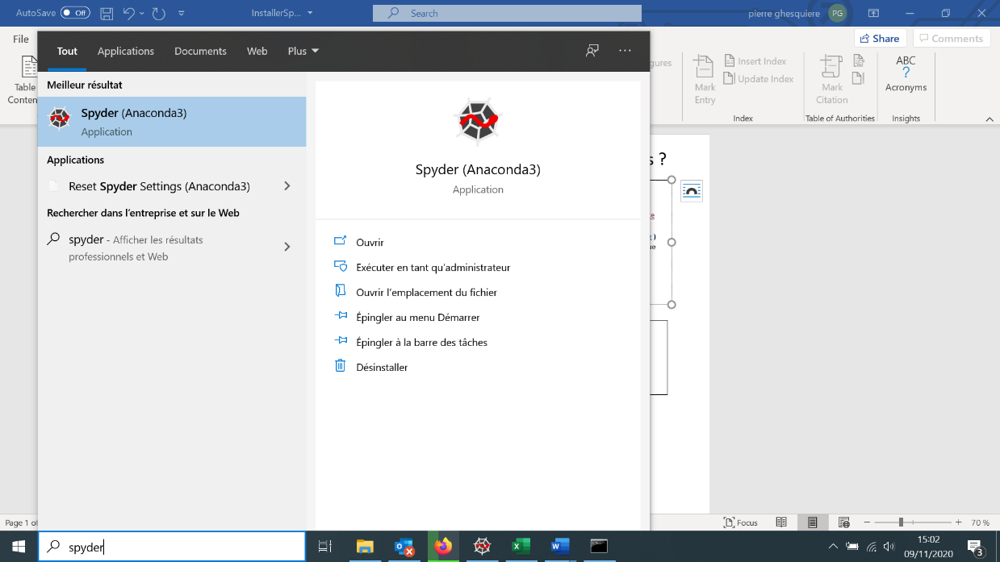 AutoSave Off InstallerSp... Search pierre ghesquiere PG
File Share Comments
Tout Applications Documents Web Plus
Meilleur résultat
Spyder (Anaconda3)
Application
Applications
Reset Spyder Settings (Anaconda3)
Rechercher dans l'entreprise et sur le Web
spyder - Afficher les résultats
professionnels et Web
Spyder (Anaconda3)
Application
Ouvrir
Exécuter en tant qu'administrateur
Ouvrir l'emplacement du fichier
Épingler au menu Démarrer
Épingler à la barre des tâches
Désinstaller
Table
Mark
Entry
Insert Index
Update Index
Index
Mark
Citation
Table of Authorities
ABC
?
Acronyms
Insights
s ?
Page 1 Focus 70 %
spyder
15:02
09/11/2020
3